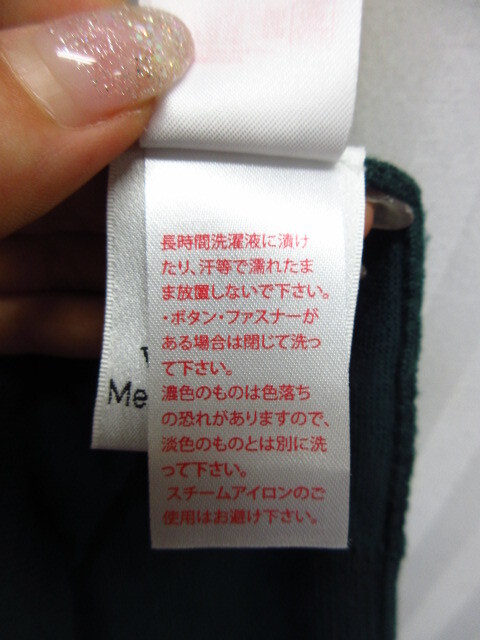 長時間洗濯液に漬け
たり、汗等で濡れたま
ま放置しないで下さい。
・ボタン・ファスナーが
ある場合は閉じて洗っ
て下さい。
濃色のものは色落ち
の恐れがありますので、
淡色のものとは別に洗
って下さい。
スチームアイロンのご
使用はお避け下さい。
Me